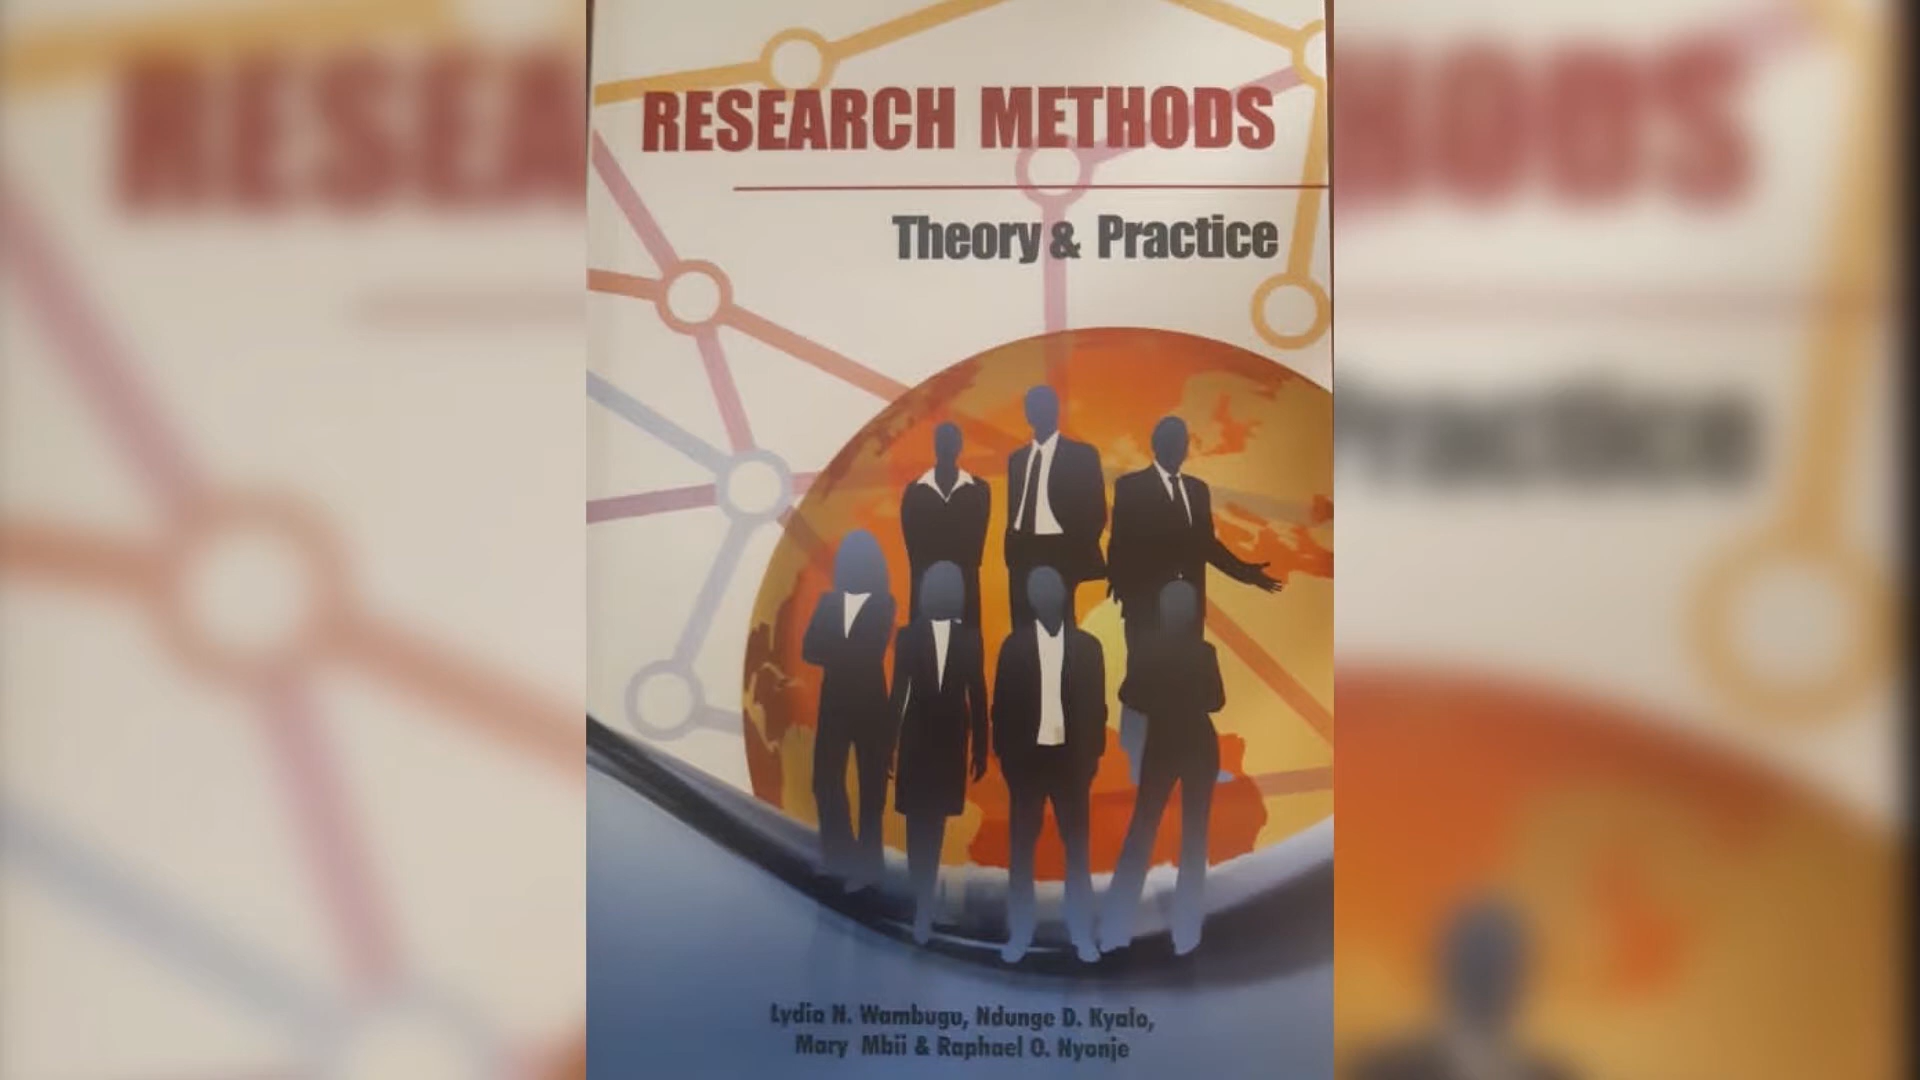 RESEARCH METHODS
Theory & Practice
Lydia N. Wambugu, Ndunge D. Kyalo,
Mary Mbii & Raphael O. Nyonje